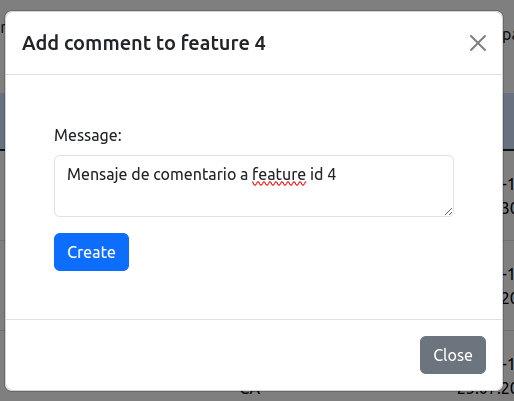 Add comment to feature 4
Message:
Mensaje de comentario a feature id 4
Create
Close